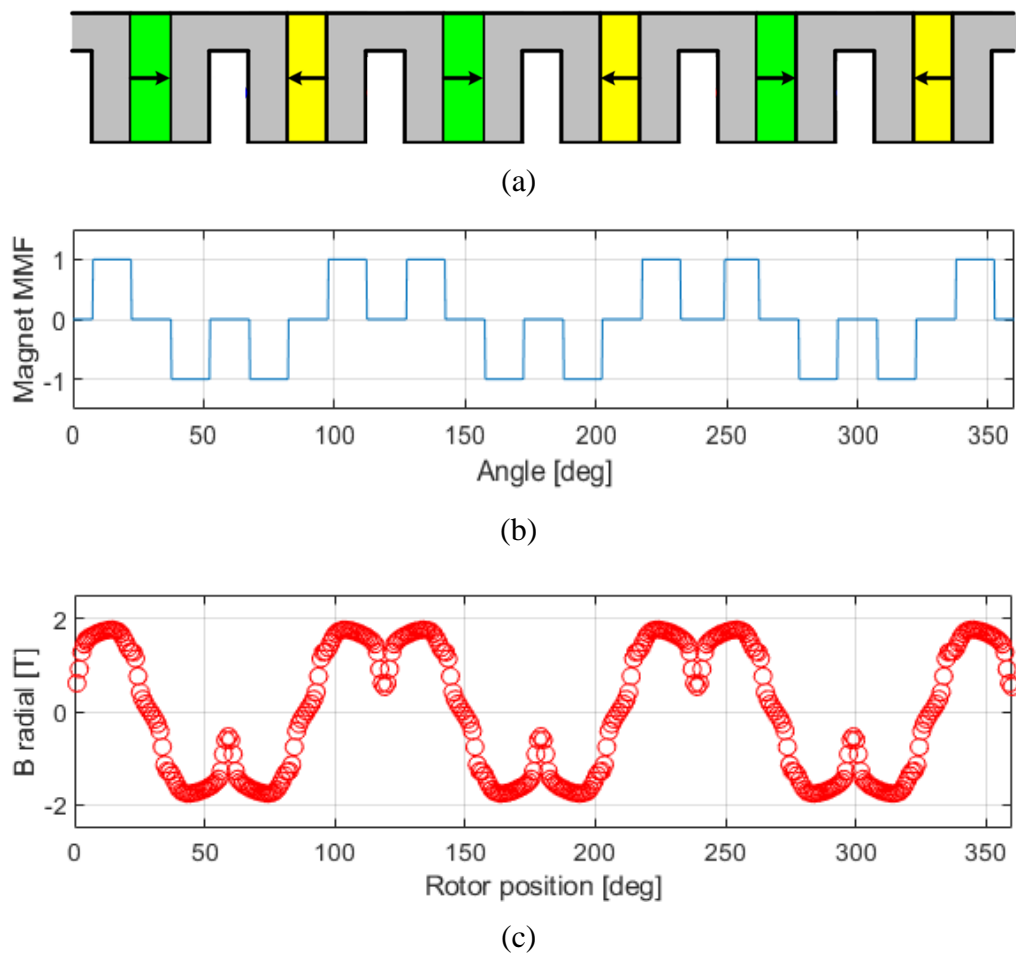 (a)
Magnet MMF
1
0
-1
0 50 100 150 200 250 300 350
Angle [deg]
(b)
B radial [T]
2
0
-2
0 50 100 150 200 250 300 350
Rotor position [deg]
(c)